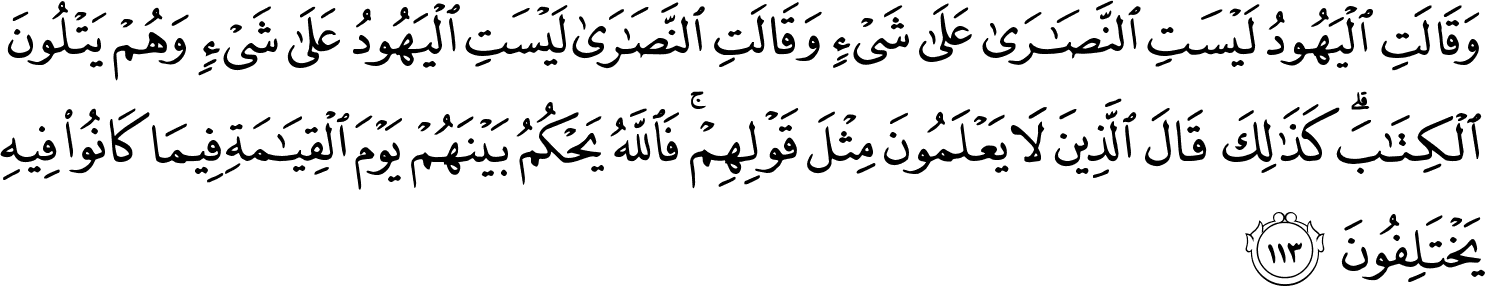 وَقَالَتِ ٱلْيَهُودُ لَيْسَتِ ٱلنَّصَـٰرَىٰ عَلَىٰ شَىْءٍ وَقَالَتِ ٱلنَّصَـٰرَىٰ لَيْسَتِ ٱلْيَهُودُ عَلَىٰ شَىْءٍ وَهُمْ يَتْلُونَ
ٱلْكِتَـٰبَ ۗ كَذَٰلِكَ قَالَ ٱلَّذِينَ لَا يَعْلَمُونَ مِثْلَ قَوْلِهِمْ ۚ فَٱللَّهُ يَحْكُمُ بَيْنَهُمْ يَوْمَ ٱلْقِيَـٰمَةِ فِيمَا كَانُوا۟ فِيهِ
يَخْتَلِفُونَ ١١٣